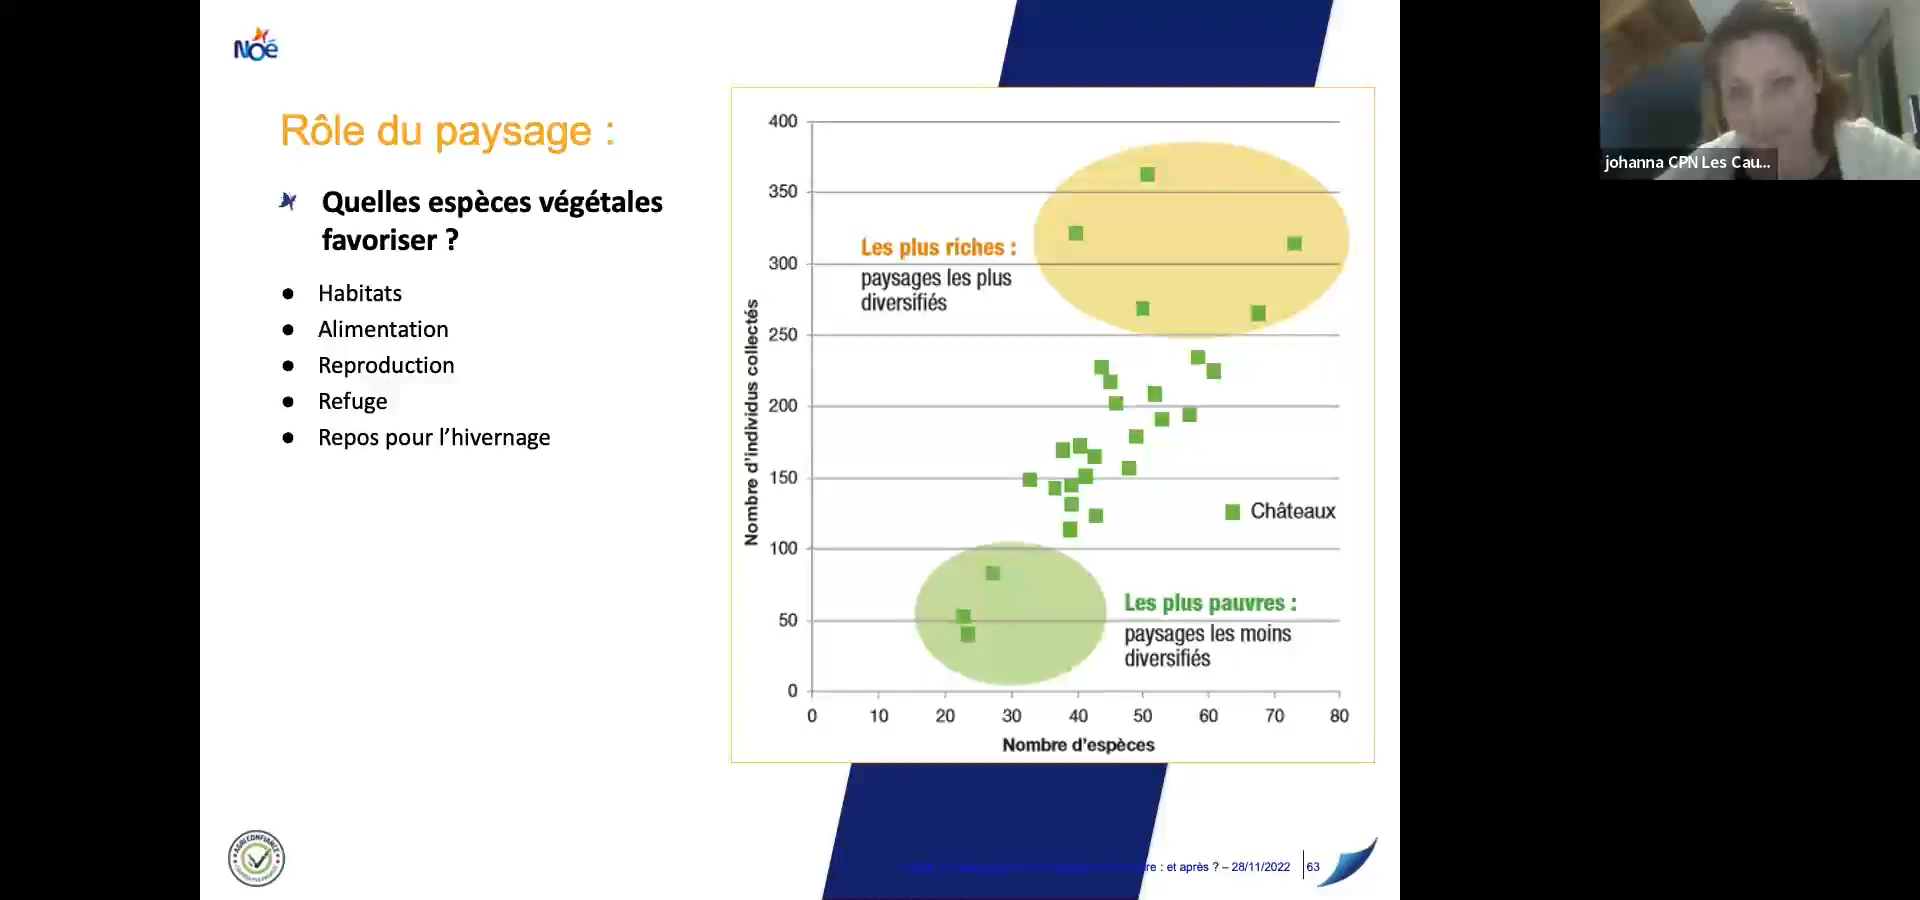 Noé
Rôle du paysage :
Quelles espèces végétales
favoriser ?
● Habitats
● Alimentation
● Reproduction
● Refuge
● Repos pour l’hivernage
400
350
300
250
200
150
100
50
0
Nombre d’individus collectés
Les plus riches :
paysages les plus
diversifiés
Châteaux
Les plus pauvres :
paysages les moins
diversifiés
0 10 20 30 40 50 60 70 80
Nombre d’espèces
AGRI CONFIANCE
: et après ? – 28/11/2022 63
johanna CPN Les Cau...